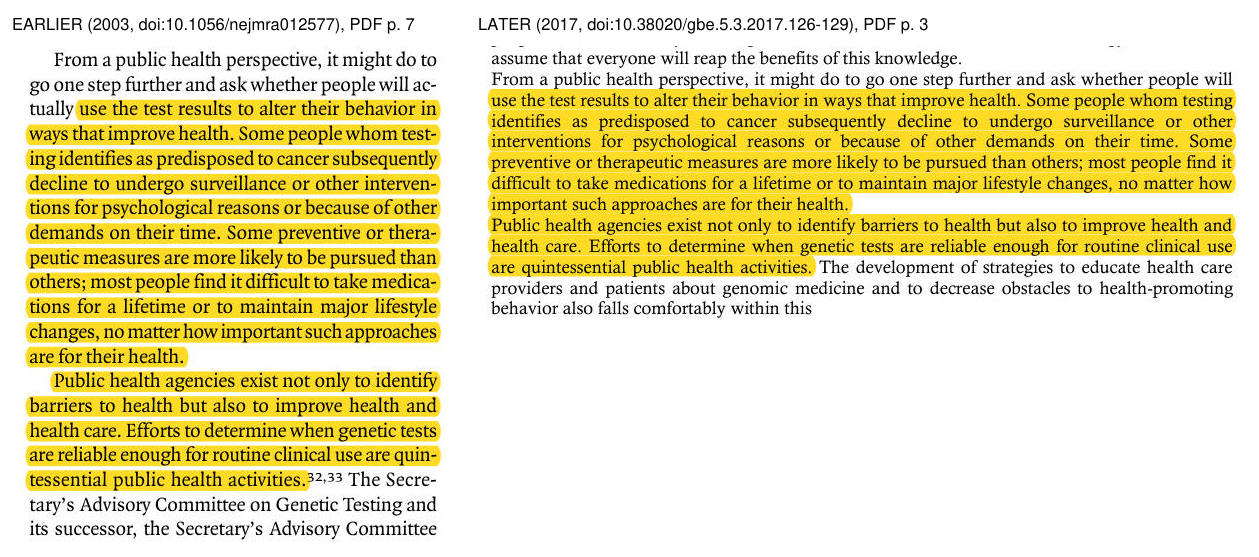 EARLIER (2003, doi:10.1056/nejmra012577), PDF p. 7
From a public health perspective, it might do to
go one step further and ask whether people will ac-
tually use the test results to alter their behavior in
ways that improve health. Some people whom test-
ing identifies as predisposed to cancer subsequently
decline to undergo surveillance or other interven-
tions for psychological reasons or because of other
demands on their time. Some preventive or thera-
peutic measures are more likely to be pursued than
others; most people find it difficult to take medica-
tions for a lifetime or to maintain major lifestyle
changes, no matter how important such approaches
are for their health.
Public health agencies exist not only to identify
barriers to health but also to improve health and
health care. Efforts to determine when genetic tests
are reliable enough for routine clinical use are quin-
tessential public health activities.32,33 The Secre-
tary's Advisory Committee on Genetic Testing and
its successor, the Secretary's Advisory Committee
LATER (2017, doi:10.38020/gbe.5.3.2017.126-129), PDF p. 3
assume that everyone will reap the benefits of this knowledge.
From a public health perspective, it might do to go one step further and ask whether people will
use the test results to alter their behavior in ways that improve health. Some people whom testing
identifies as predisposed to cancer subsequently decline to undergo surveillance or other
interventions for psychological reasons or because of other demands on their time. Some
preventive or therapeutic measures are more likely to be pursued than others; most people find it
difficult to take medications for a lifetime or to maintain major lifestyle changes, no matter how
important such approaches are for their health.
Public health agencies exist not only to identify barriers to health but also to improve health and
health care. Efforts to determine when genetic tests are reliable enough for routine clinical use
are quintessential public health activities. The development of strategies to educate health care
providers and patients about genomic medicine and to decrease obstacles to health-promoting
behavior also falls comfortably within this